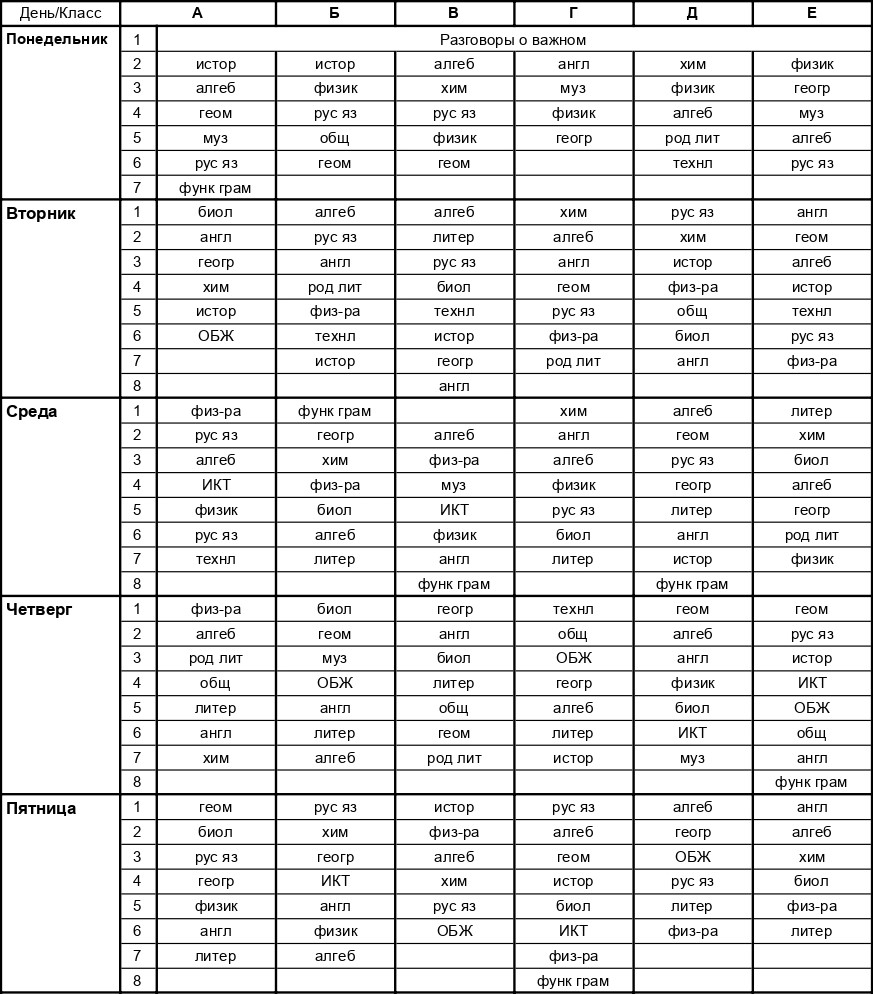 День/Класс А Б В Г Д Е
Понедельник 1 Разговоры о важном
2 истор истор алгеб англ хим физик
3 алгеб физик хим муз физик геогр
4 геом рус яз рус яз физик алгеб муз
5 муз общ физик геогр род лит алгеб
6 рус яз геом геом технл рус яз
7 функ грам
Вторник 1 биол алгеб алгеб хим рус яз англ
2 англ рус яз литер алгеб хим геом
3 геогр англ рус яз англ истор алгеб
4 хим род лит биол геом физ-ра истор
5 истор физ-ра технл рус яз общ технл
6 ОБЖ технл истор физ-ра биол рус яз
7 истор геогр род лит англ физ-ра
8 англ
Среда 1 физ-ра функ грам хим алгеб литер
2 рус яз геогр алгеб англ геом хим
3 алгеб хим физ-ра алгеб рус яз биол
4 ИКТ физ-ра муз физик геогр алгеб
5 физик биол ИКТ рус яз литер геогр
6 рус яз алгеб физик биол англ род лит
7 технл литер англ литер истор физик
8 функ грам функ грам
Четверг 1 физ-ра биол геогр технл геом геом
2 алгеб геом англ общ алгеб рус яз
3 род лит муз биол ОБЖ англ истор
4 общ ОБЖ литер геогр физик ИКТ
5 литер англ общ алгеб биол ОБЖ
6 англ литер геом литер ИКТ общ
7 хим алгеб род лит истор муз англ
8 функ грам
Пятница 1 геом рус яз истор рус яз алгеб англ
2 биол хим физ-ра алгеб геогр алгеб
3 рус яз геогр алгеб геом ОБЖ хим
4 геогр ИКТ хим истор рус яз биол
5 физик англ рус яз биол литер физ-ра
6 англ физик ОБЖ ИКТ физ-ра литер
7 литер алгеб физ-ра
8 функ грам